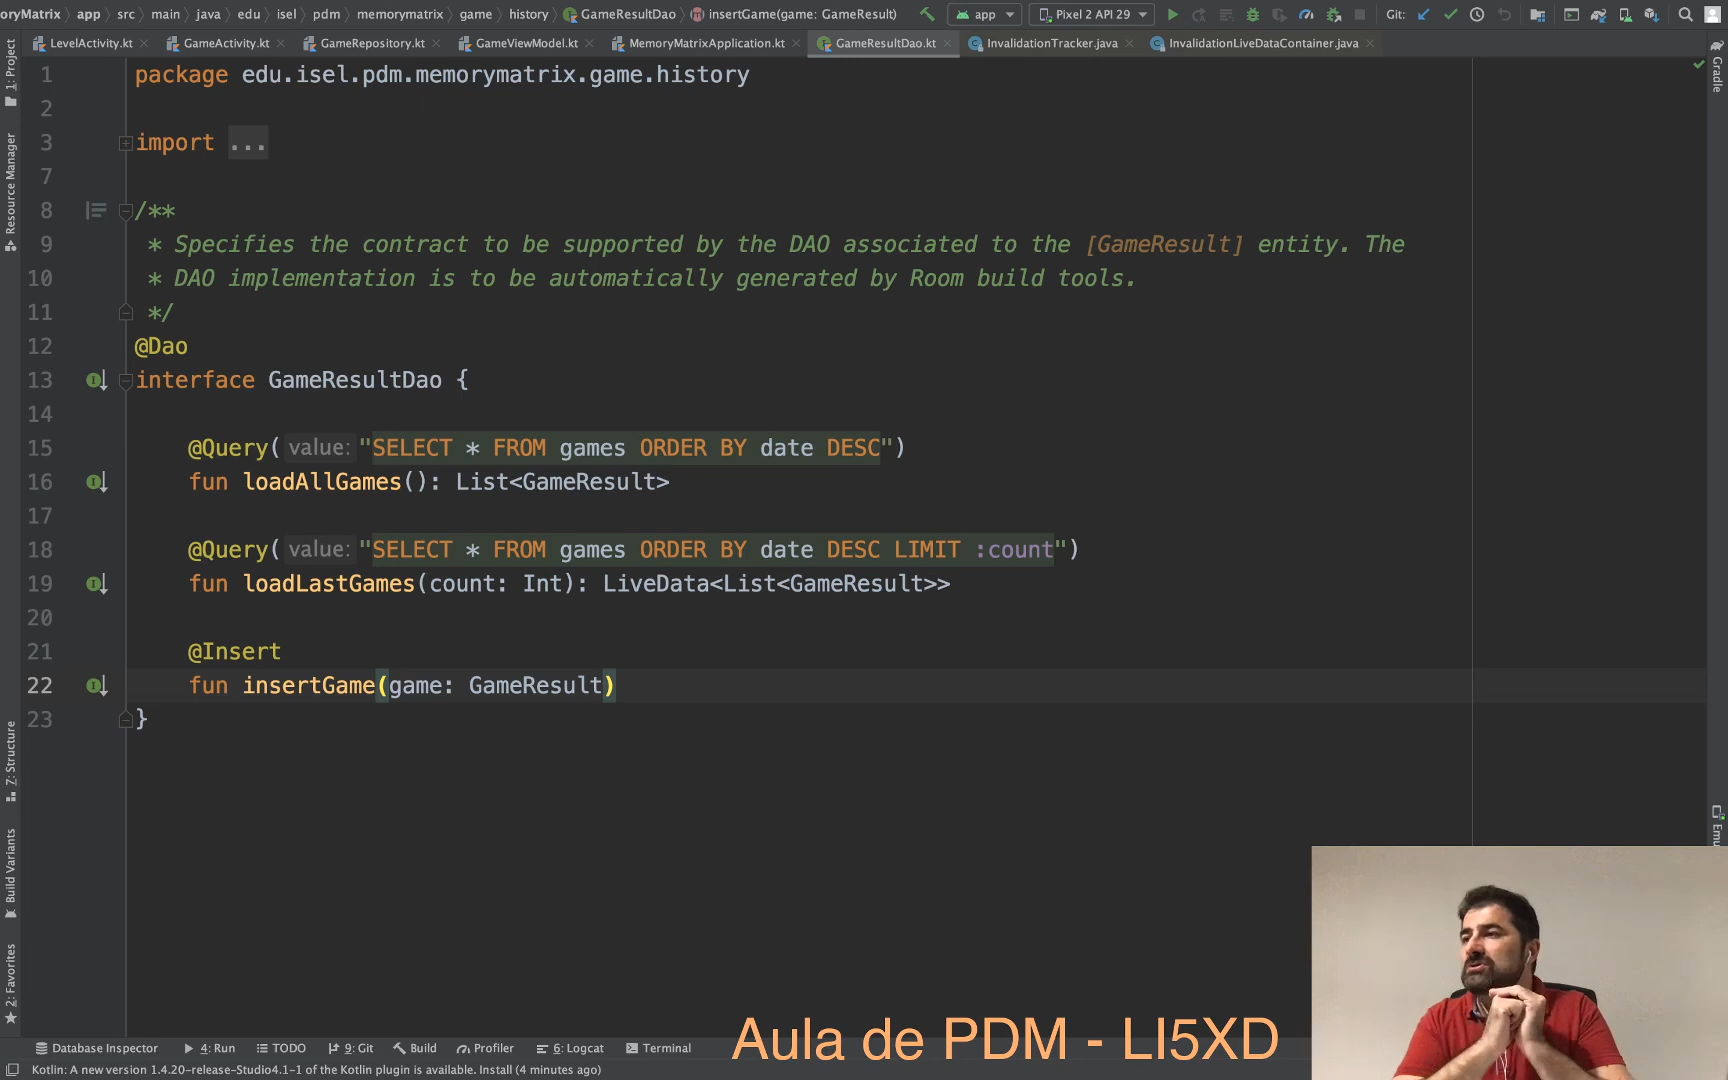 oryMatrix › app › src › main › java › edu › isel › pdm › memorymatrix › game › history › GameResultDao › insertGame(game: GameResult)
app
Pixel 2 API 29
Git:
LevelActivity.kt
GameActivity.kt
GameRepository.kt
GameViewModel.kt
MemoryMatrixApplication.kt
GameResultDao.kt
InvalidationTracker.java
InvalidationLiveDataContainer.java
1: Project
Resource Manager
Z: Structure
Build Variants
2: Favorites
Gradle
Emu
1 package edu.isel.pdm.memorymatrix.game.history
2
3 import ...
7
8 /**
9 * Specifies the contract to be supported by the DAO associated to the [GameResult] entity. The
10 * DAO implementation is to be automatically generated by Room build tools.
11 */
12 @Dao
13 interface GameResultDao {
14
15 @Query( value: "SELECT * FROM games ORDER BY date DESC")
16 fun loadAllGames(): List<GameResult>
17
18 @Query( value: "SELECT * FROM games ORDER BY date DESC LIMIT :count")
19 fun loadLastGames(count: Int): LiveData<List<GameResult>>
20
21 @Insert
22 fun insertGame(game: GameResult)
23 }
Aula de PDM - LI5XD
Database Inspector
4: Run
TODO
9: Git
Build
Profiler
6: Logcat
Terminal
Kotlin: A new version 1.4.20-release-Studio4.1-1 of the Kotlin plugin is available. Install (4 minutes ago)